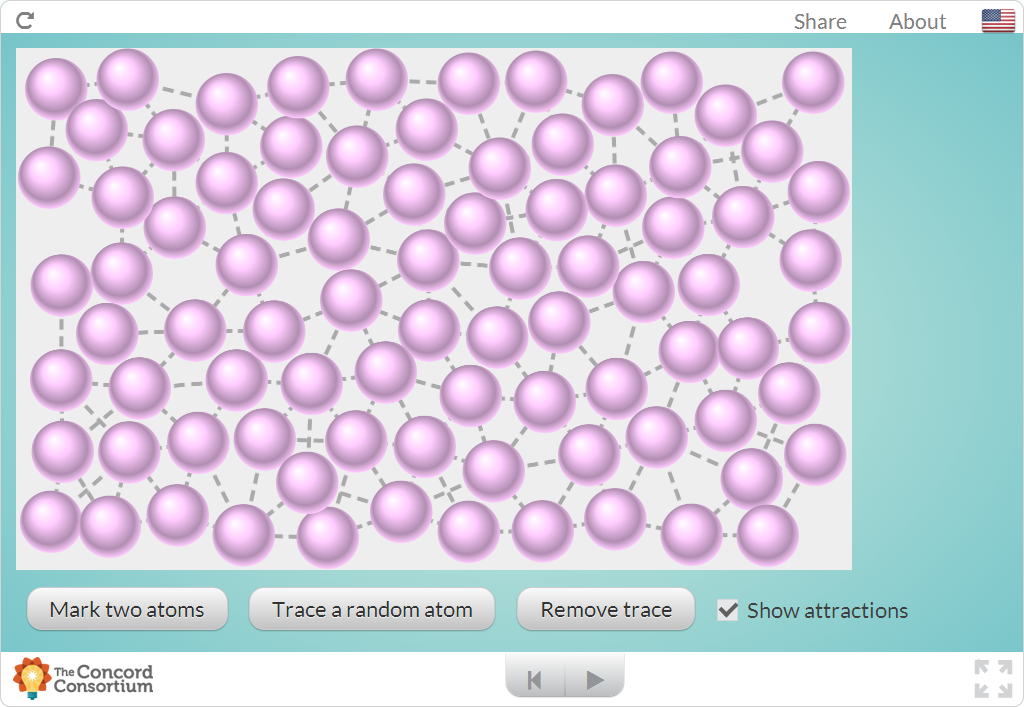 Share About
Mark two atoms Trace a random atom Remove trace Show attractions
The Concord
Consortium